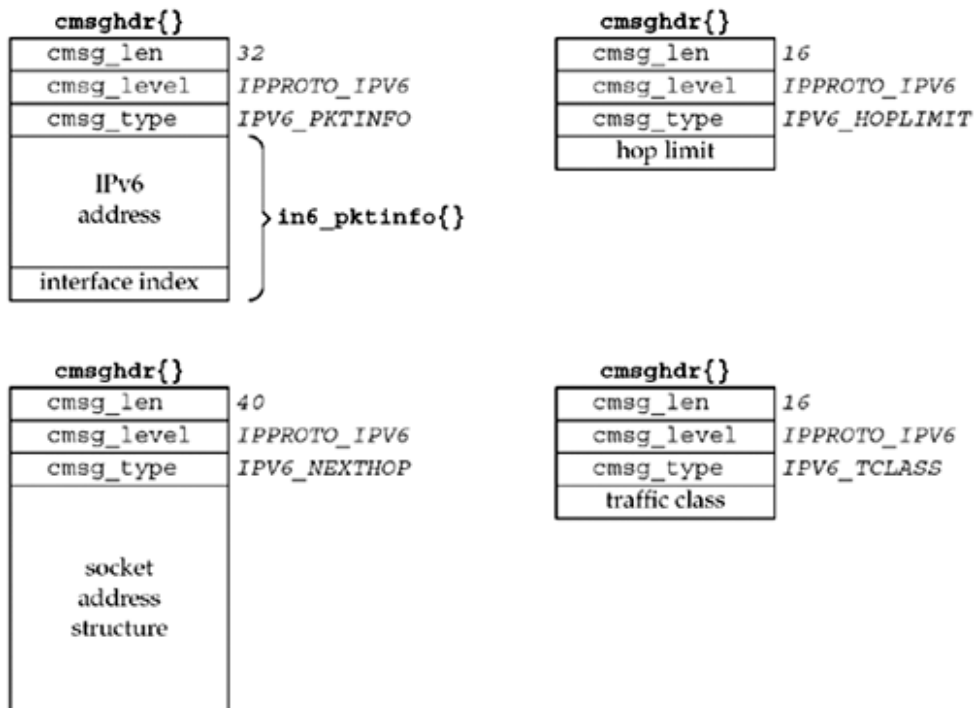 cmsghdr{}
cmsg_len 32
cmsg_level IPPROTO_IPV6
cmsg_type IPV6_PKTINFO
IPv6
address
in6_pktinfo{}
interface index
cmsghdr{}
cmsg_len 16
cmsg_level IPPROTO_IPV6
cmsg_type IPV6_HOPLIMIT
hop limit
cmsghdr{}
cmsg_len 40
cmsg_level IPPROTO_IPV6
cmsg_type IPV6_NEXTHOP
socket
address
structure
cmsghdr{}
cmsg_len 16
cmsg_level IPPROTO_IPV6
cmsg_type IPV6_TCLASS
traffic class